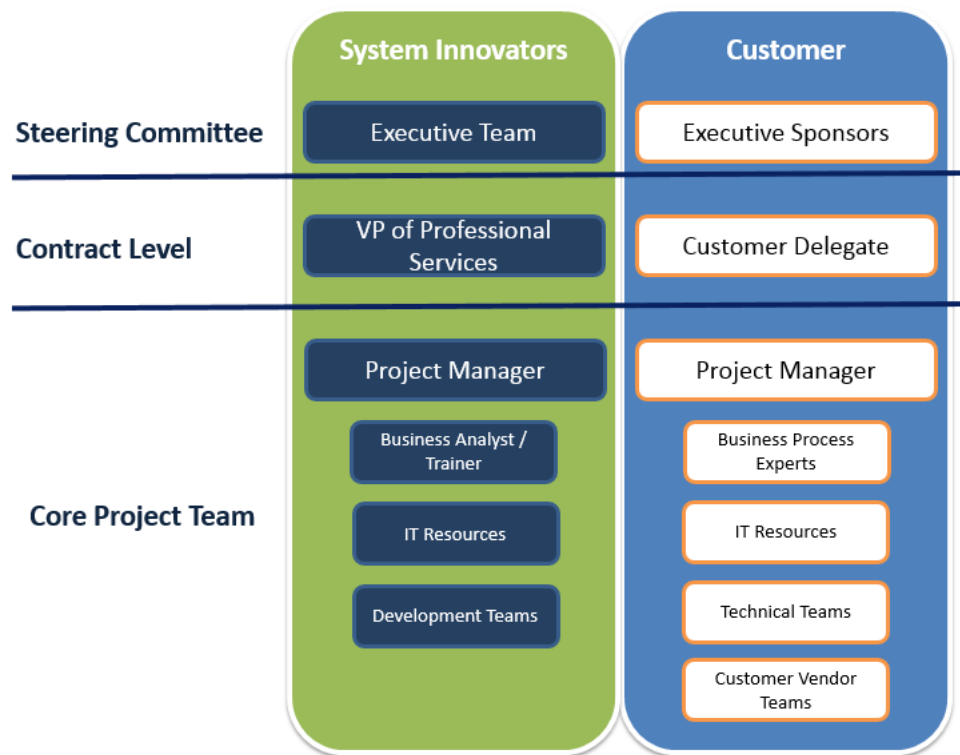 System Innovators
Customer
Steering Committee
Executive Team
Executive Sponsors
Contract Level
VP of Professional
Services
Customer Delegate
Project Manager
Project Manager
Core Project Team
Business Analyst /
Trainer
Business Process
Experts
IT Resources
IT Resources
Development Teams
Technical Teams
Customer Vendor
Teams